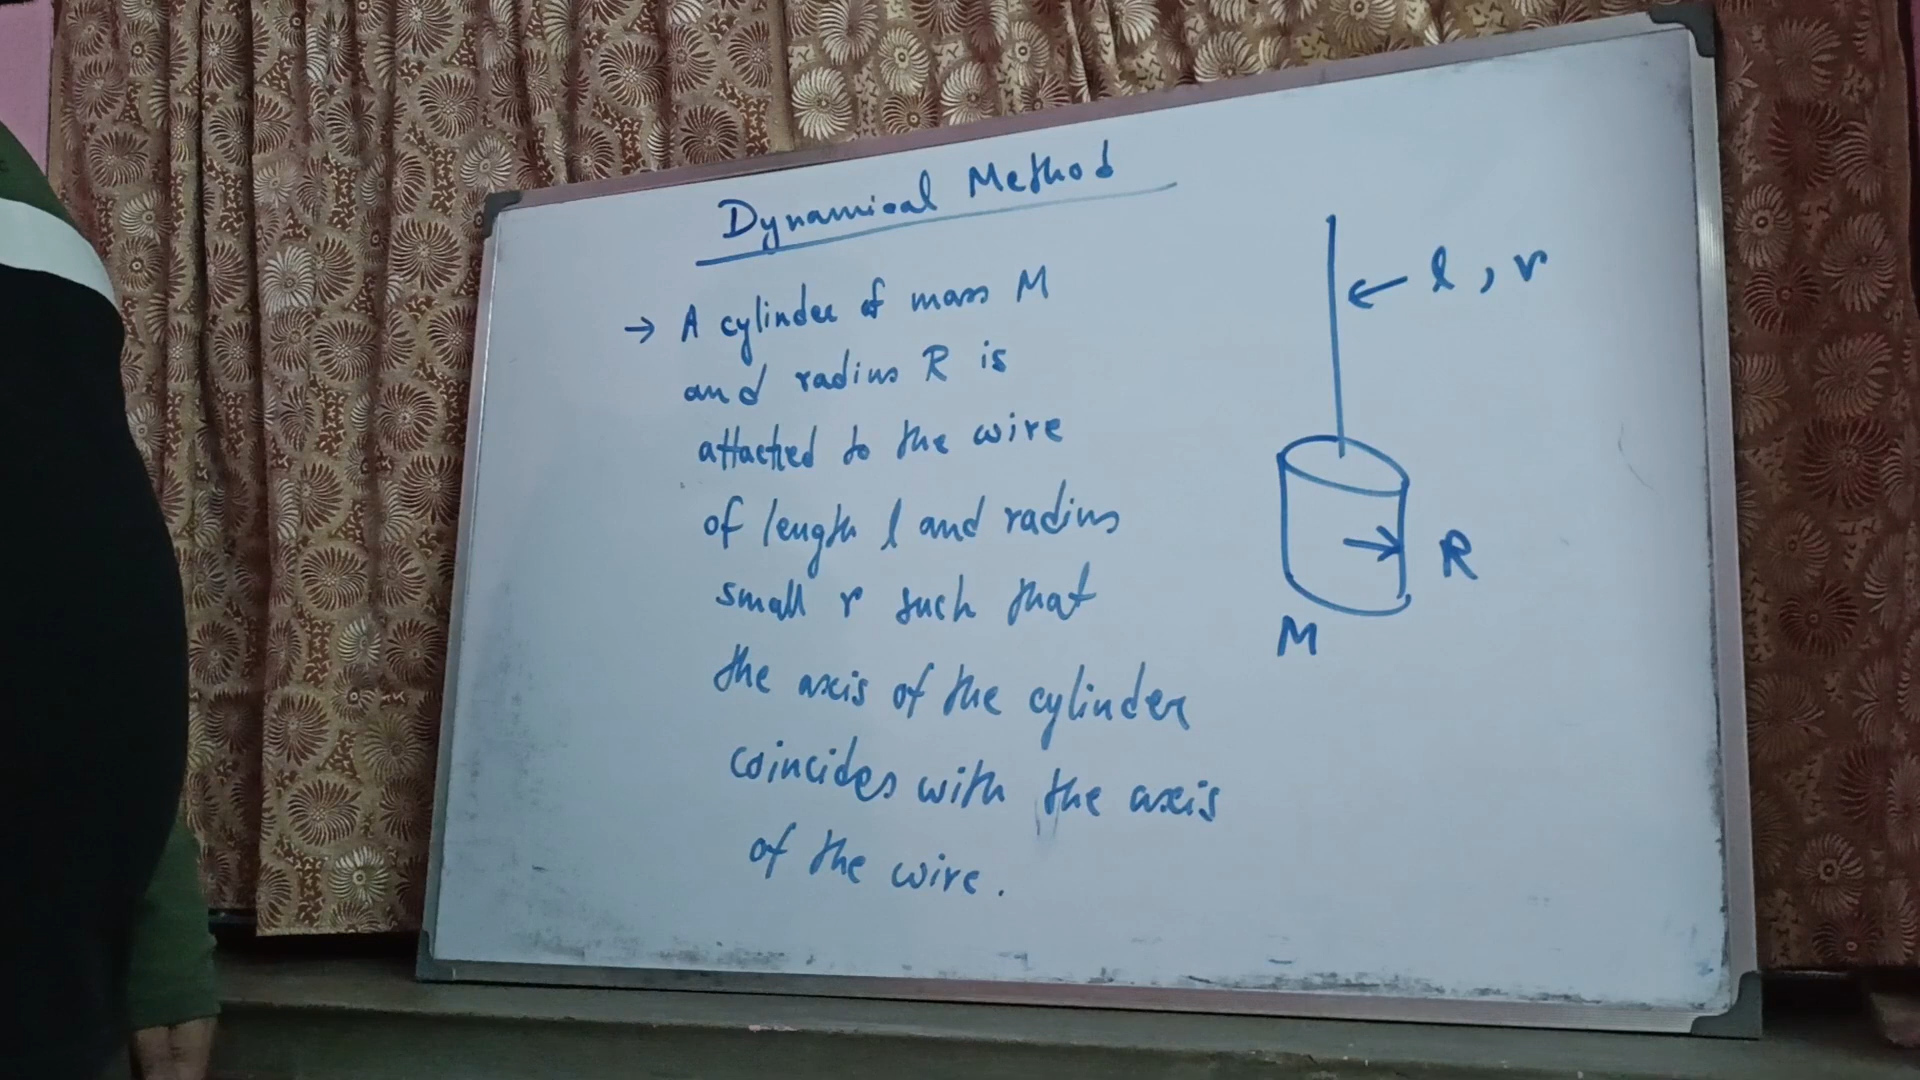 Dynamical Method
→ A cylinder of mass M
and radius R is
attached to the wire
of length l and radius
small r such that
the axis of the cylinder
coincides with the axis
of the wire.
← l, r
R
M